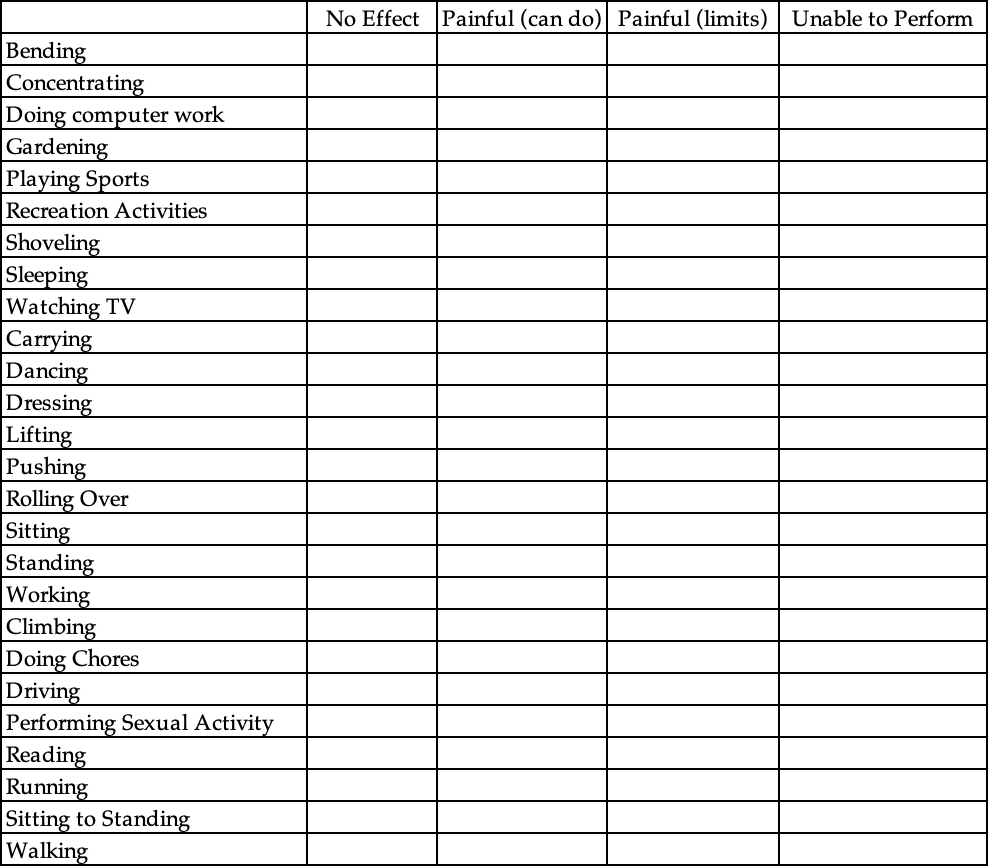 No Effect Painful (can do) Painful (limits) Unable to Perform
Bending
Concentrating
Doing computer work
Gardening
Playing Sports
Recreation Activities
Shoveling
Sleeping
Watching TV
Carrying
Dancing
Dressing
Lifting
Pushing
Rolling Over
Sitting
Standing
Working
Climbing
Doing Chores
Driving
Performing Sexual Activity
Reading
Running
Sitting to Standing
Walking